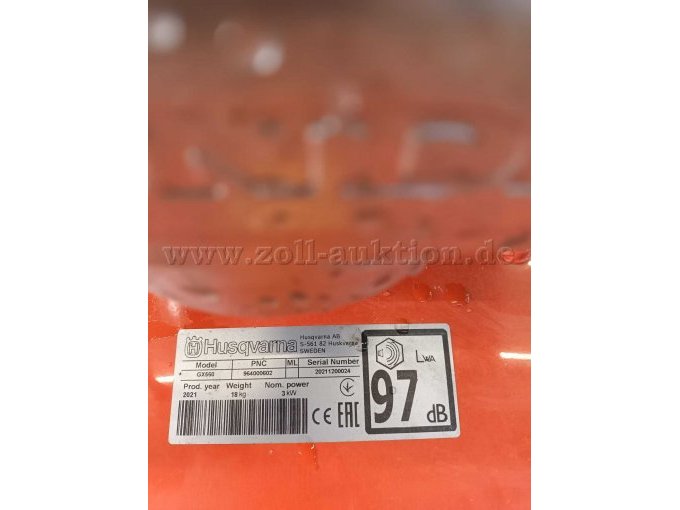 www.zoll-auktion.de
Husqvarna
Husqvarna AB
S-561 82 Huskvarna
SWEDEN
Model PNC ML Serial Number
GX560 964000602 20211200024
Prod. year Weight Nom. power
2021 18 kg 3 kW
CE EAC
LWA
97 dB